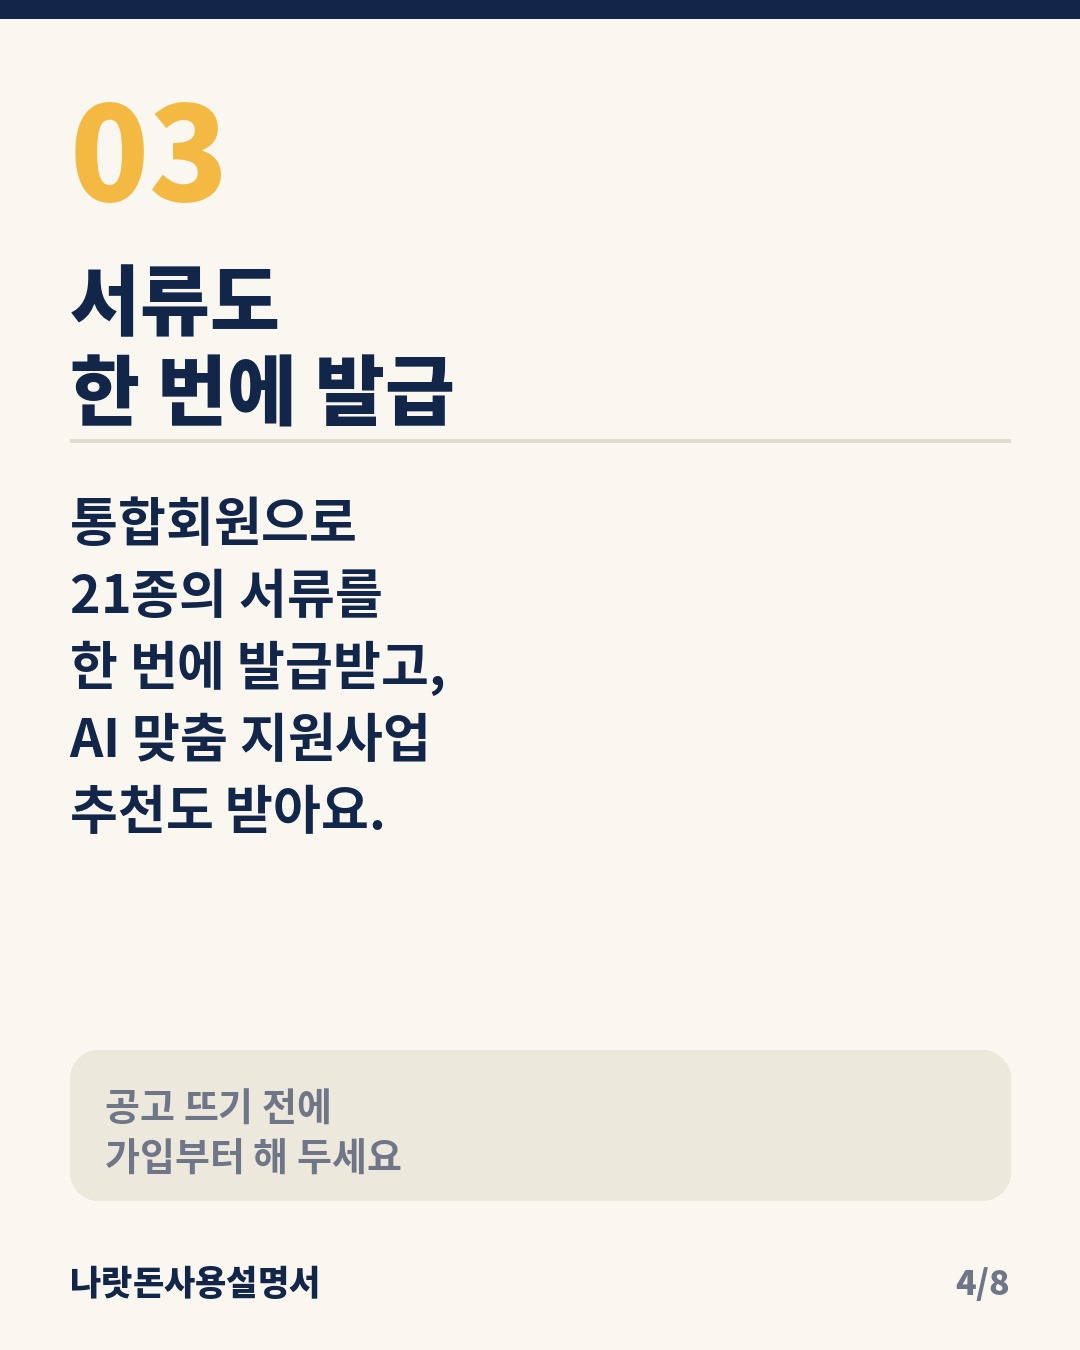 03
서류도
한 번에 발급
통합회원으로
21종의 서류를
한 번에 발급받고,
AI 맞춤 지원사업
추천도 받아요.
공고 뜨기 전에
가입부터 해 두세요
나랏돈사용설명서
4/8